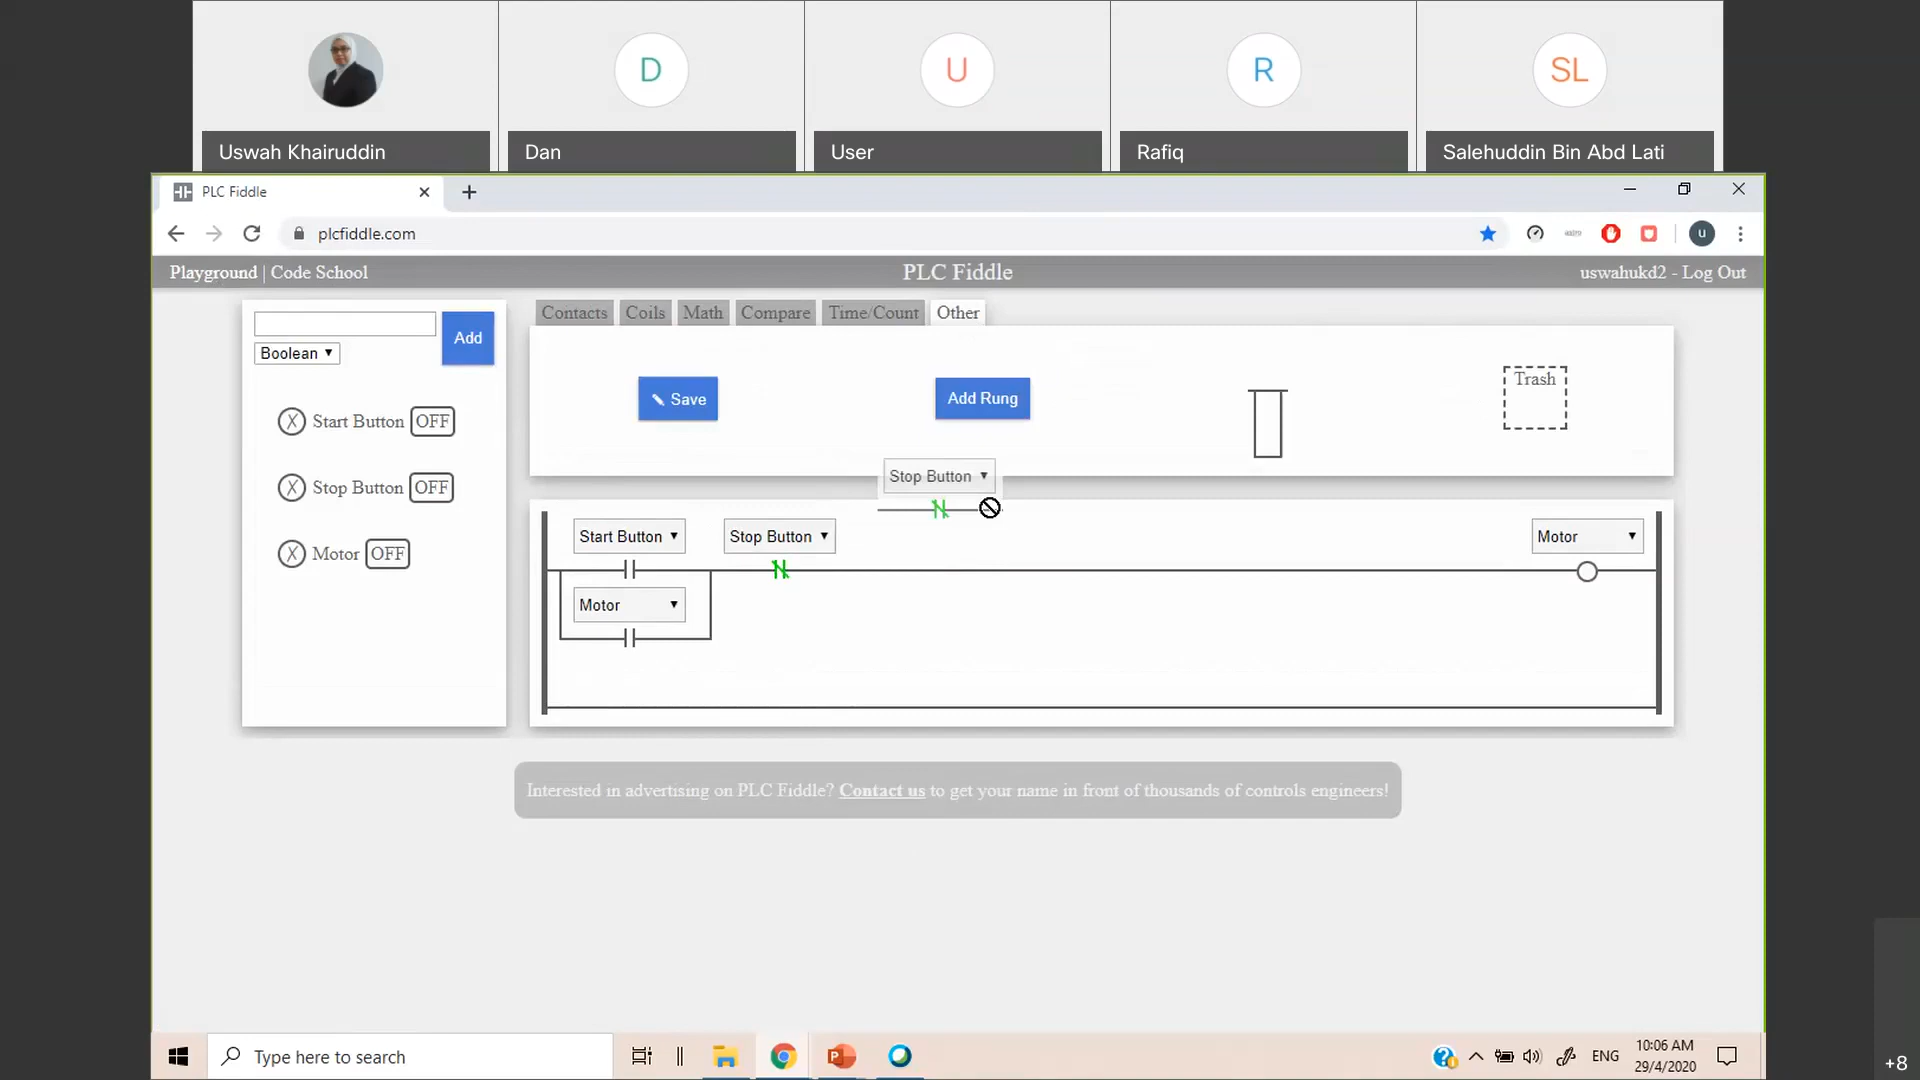 D
U
R
SL
Uswah Khairuddin
Dan
User
Rafiq
Salehuddin Bin Abd Lati
PLC Fiddle
plcfiddle.com
u
Playground | Code School
PLC Fiddle
uswahukd2 - Log Out
Add
Boolean
Contacts
Coils
Math
Compare
Time/Count
Other
Save
Add Rung
Trash
X Start Button OFF
X Stop Button OFF
X Motor OFF
Stop Button
Start Button
Stop Button
Motor
Motor
Interested in advertising on PLC Fiddle? Contact us to get your name in front of thousands of controls engineers!
Type here to search
ENG
10:06 AM
29/4/2020
+8